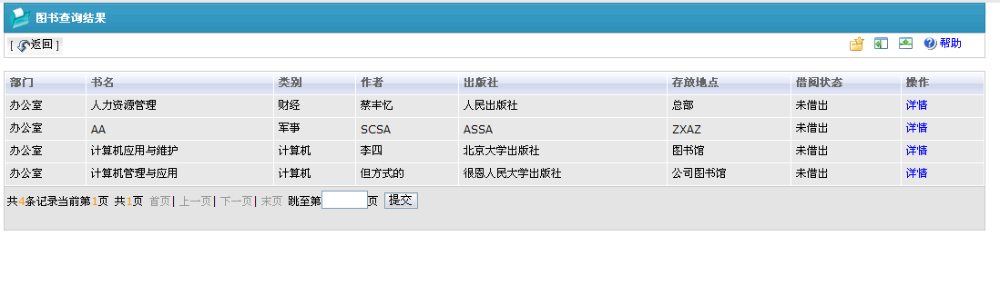 图书查询结果
[ 返回 ] 帮助
部门 书名 类别 作者 出版社 存放地点 借阅状态 操作
办公室 人力资源管理 财经 蔡丰忆 人民出版社 总部 未借出 详情
办公室 AA 军事 SCSA ASSA ZXAZ 未借出 详情
办公室 计算机应用与维护 计算机 李四 北京大学出版社 图书馆 未借出 详情
办公室 计算机管理与应用 计算机 但方式的 很恩人民大学出版社 公司图书馆 未借出 详情
共4条记录当前第1页 共1页 首页| 上一页| 下一页| 末页 跳至第 页 提交